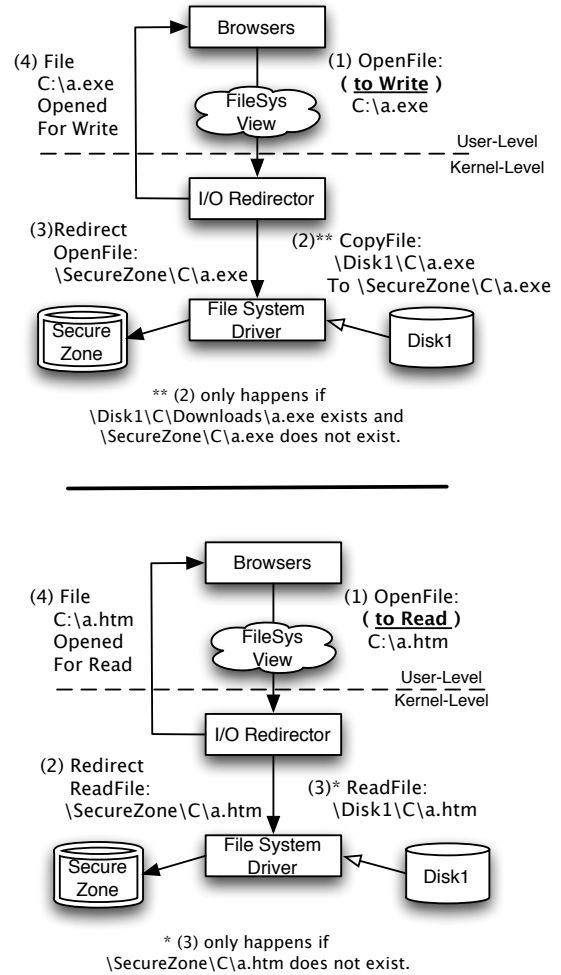 Browsers
(4) File
C:\a.exe
Opened
For Write
(1) OpenFile:
( to Write )
C:\a.exe
FileSys
View
User-Level
Kernel-Level
I/O Redirector
(3)Redirect
OpenFile:
\SecureZone\C\a.exe
(2)** CopyFile:
\Disk1\C\a.exe
To \SecureZone\C\a.exe
Secure
Zone
File System
Driver
Disk1
** (2) only happens if
\Disk1\C\Downloads\a.exe exists and
\SecureZone\C\a.exe does not exist.
Browsers
(4) File
C:\a.htm
Opened
For Read
(1) OpenFile:
( to Read )
C:\a.htm
FileSys
View
User-Level
Kernel-Level
I/O Redirector
(2) Redirect
ReadFile:
\SecureZone\C\a.htm
(3)* ReadFile:
\Disk1\C\a.htm
Secure
Zone
File System
Driver
Disk1
* (3) only happens if
\SecureZone\C\a.htm does not exist.